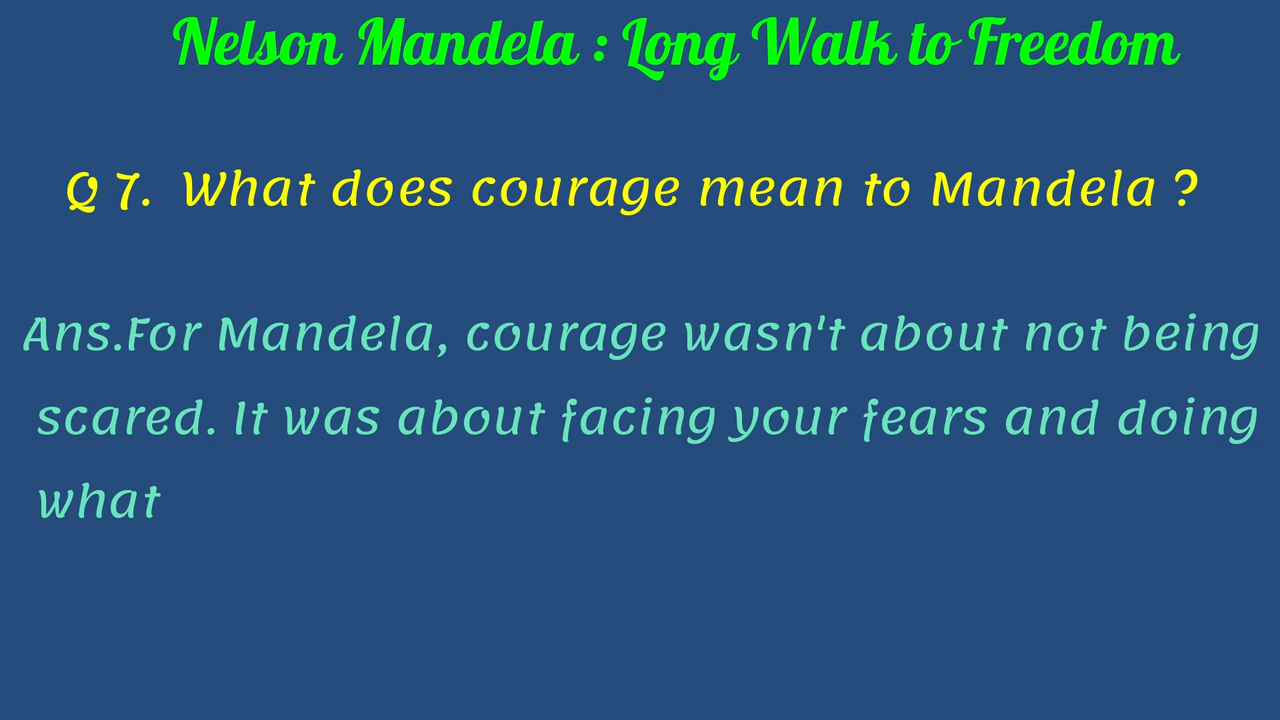 Nelson Mandela : Long Walk to Freedom
Q 7. What does courage mean to Mandela ?
Ans.For Mandela, courage wasn't about not being
scared. It was about facing your fears and doing
what